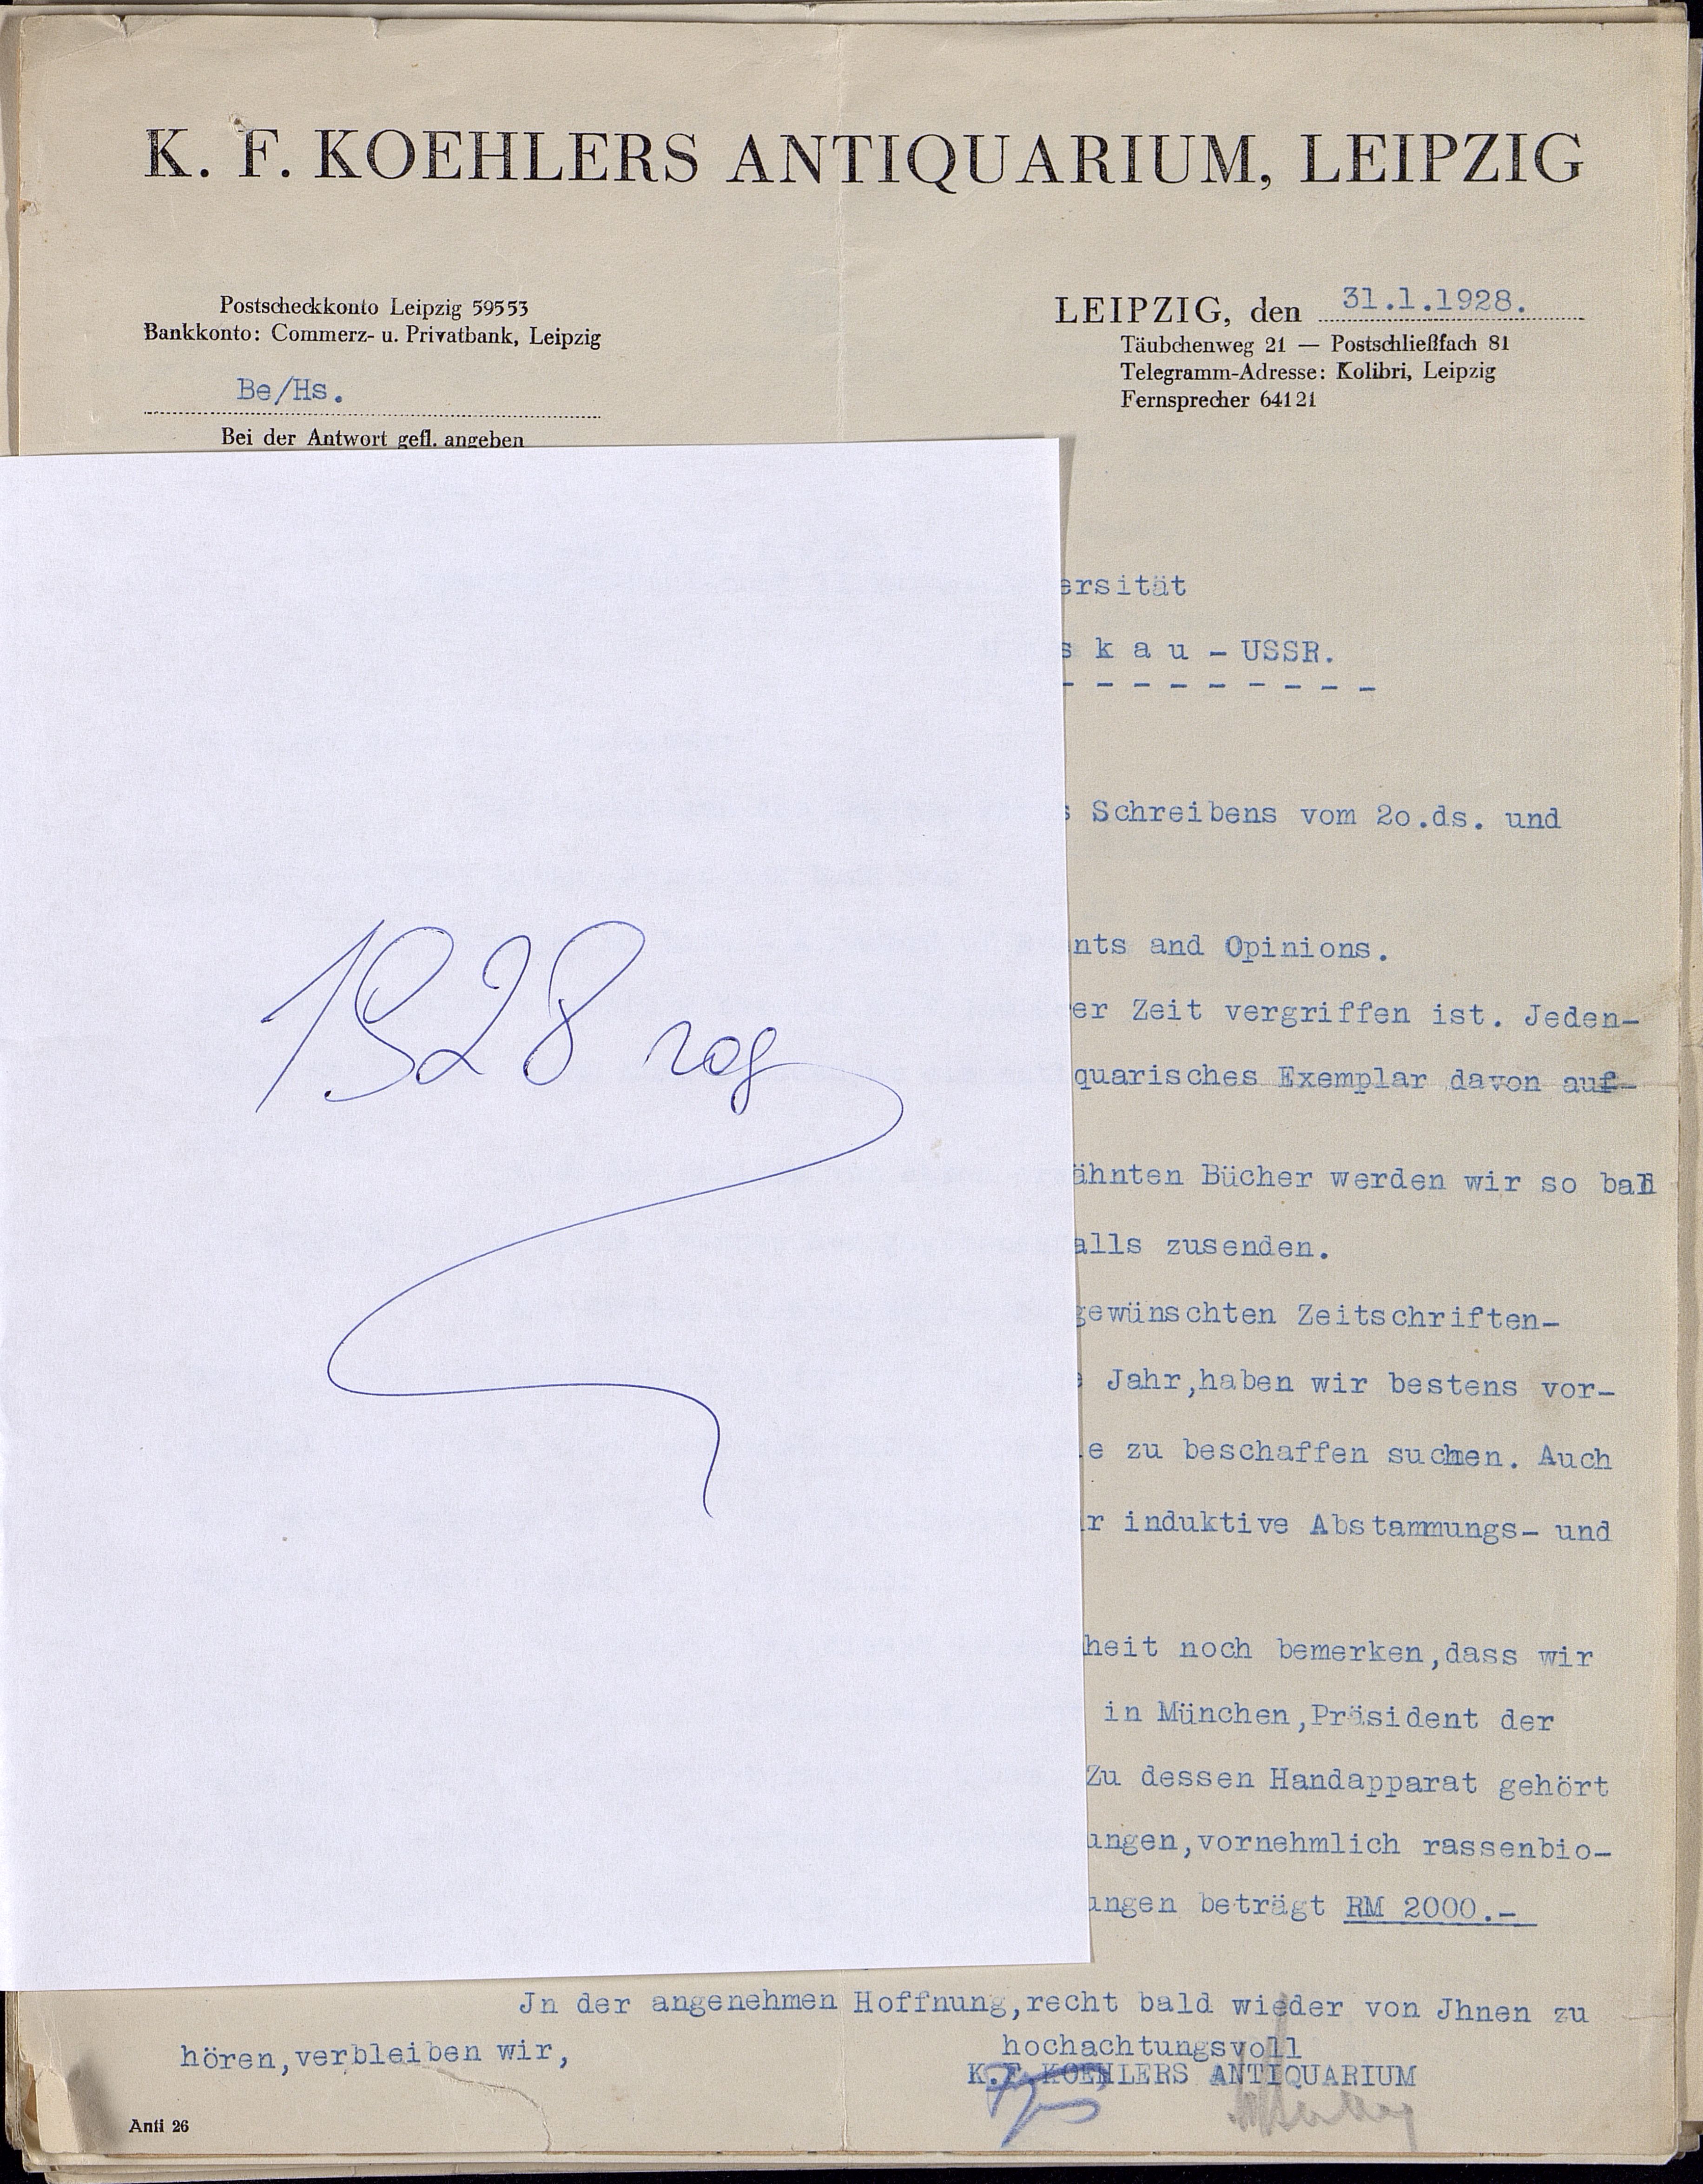 K. F. KOEHLERS ANTIQUARIUM, LEIPZIG
Postscheckkonto Leipzig 59553
Bankkonto: Commerz- u. Privatbank, Leipzig
Be/Hs.
Bei der Antwort gefl. angeben
LEIPZIG, den 31.1.1928.
Täubchenweg 21 — Postschließfach 81
Telegramm-Adresse: Kolibri, Leipzig
Fernsprecher 64121
1928 год
ersität
s k a u - USSR.
- - - - - - - - -
s Schreibens vom 2o.ds. und
nts and Opinions.
er Zeit vergriffen ist. Jeden-
quarisches Exemplar davon auf-
ähnten Bücher werden wir so bald
alls zusenden.
gewünschten Zeitschriften-
e Jahr,haben wir bestens vor-
e zu beschaffen suchen. Auch
r induktive Abstammungs- und
heit noch bemerken,dass wir
in München,Präsident der
Zu dessen Handapparat gehört
ungen,vornehmlich rassenbio-
ungen beträgt RM 2000.-
Jn der angenehmen Hoffnung,recht bald wieder von Jhnen zu
hören,verbleiben wir,
hochachtungsvoll
K.F. KOEHLERS ANTIQUARIUM
Anti 26